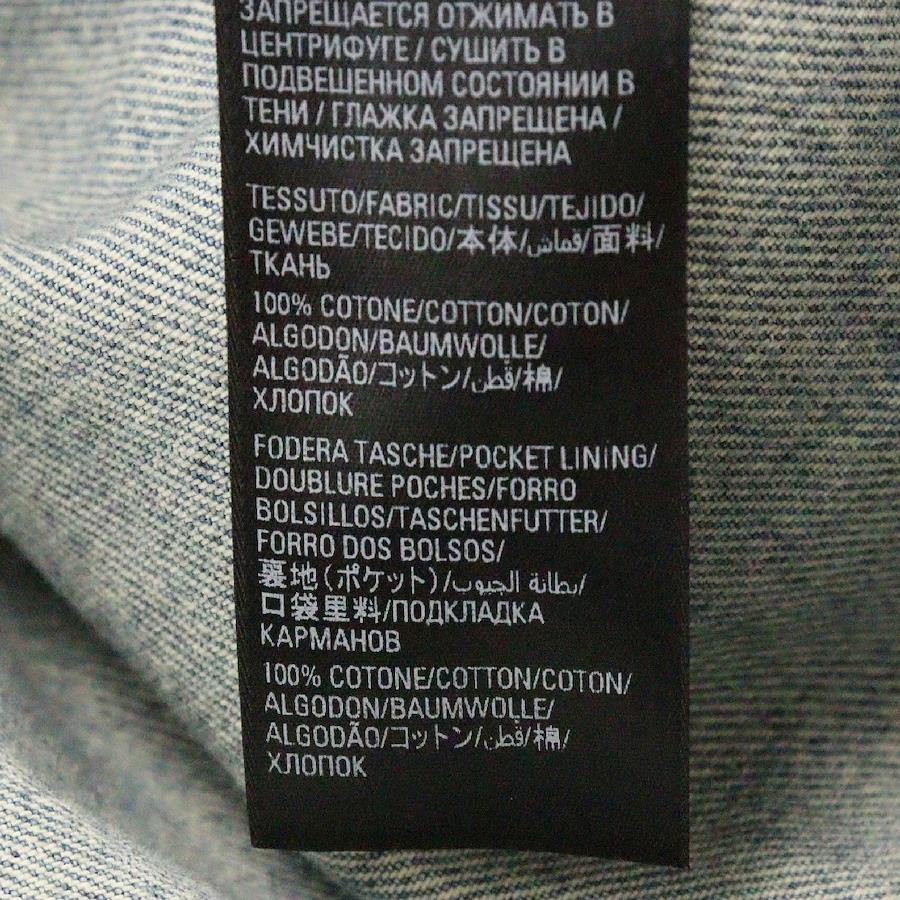 ЗАПРЕЩАЕТСЯ ОТЖИМАТЬ В
ЦЕНТРИФУГЕ / СУШИТЬ В
ПОДВЕШЕННОМ СОСТОЯНИИ В
ТЕНИ / ГЛАЖКА ЗАПРЕЩЕНА /
ХИМЧИСТКА ЗАПРЕЩЕНА
TESSUTO/FABRIC/TISSU/TEJIDO/
GEWEBE/TECIDO/本体/قماش/面料/
ТКАНЬ
100% COTONE/COTTON/COTON/
ALGODON/BAUMWOLLE/
ALGODÃO/コットン/قطن/棉/
ХЛОПОК
FODERA TASCHE/POCKET LINING/
DOUBLURE POCHES/FORRO
BOLSILLOS/TASCHENFUTTER/
FORRO DOS BOLSOS/
裏地(ポケット)/بطانة الجيوب/
口袋里料/ПОДКЛАДКА
КАРМАНОВ
100% COTONE/COTTON/COTON/
ALGODON/BAUMWOLLE/
ALGODÃO/コットン/قطن/棉/
ХЛОПОК